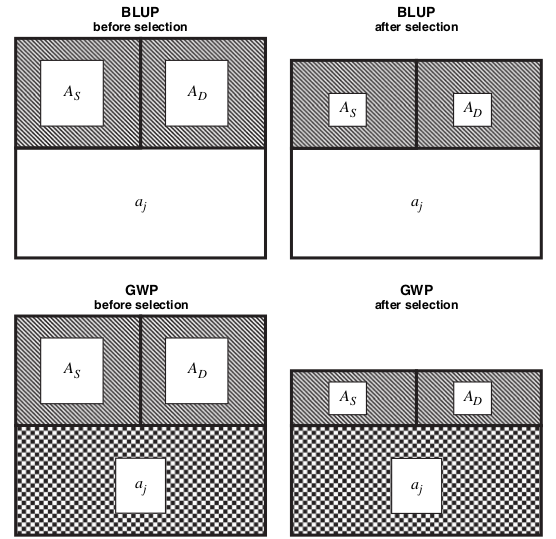 BLUP
before selection
BLUP
after selection
A_S
A_D
A_S
A_D
a_j
a_j
GWP
before selection
GWP
after selection
A_S
A_D
A_S
A_D
a_j
a_j